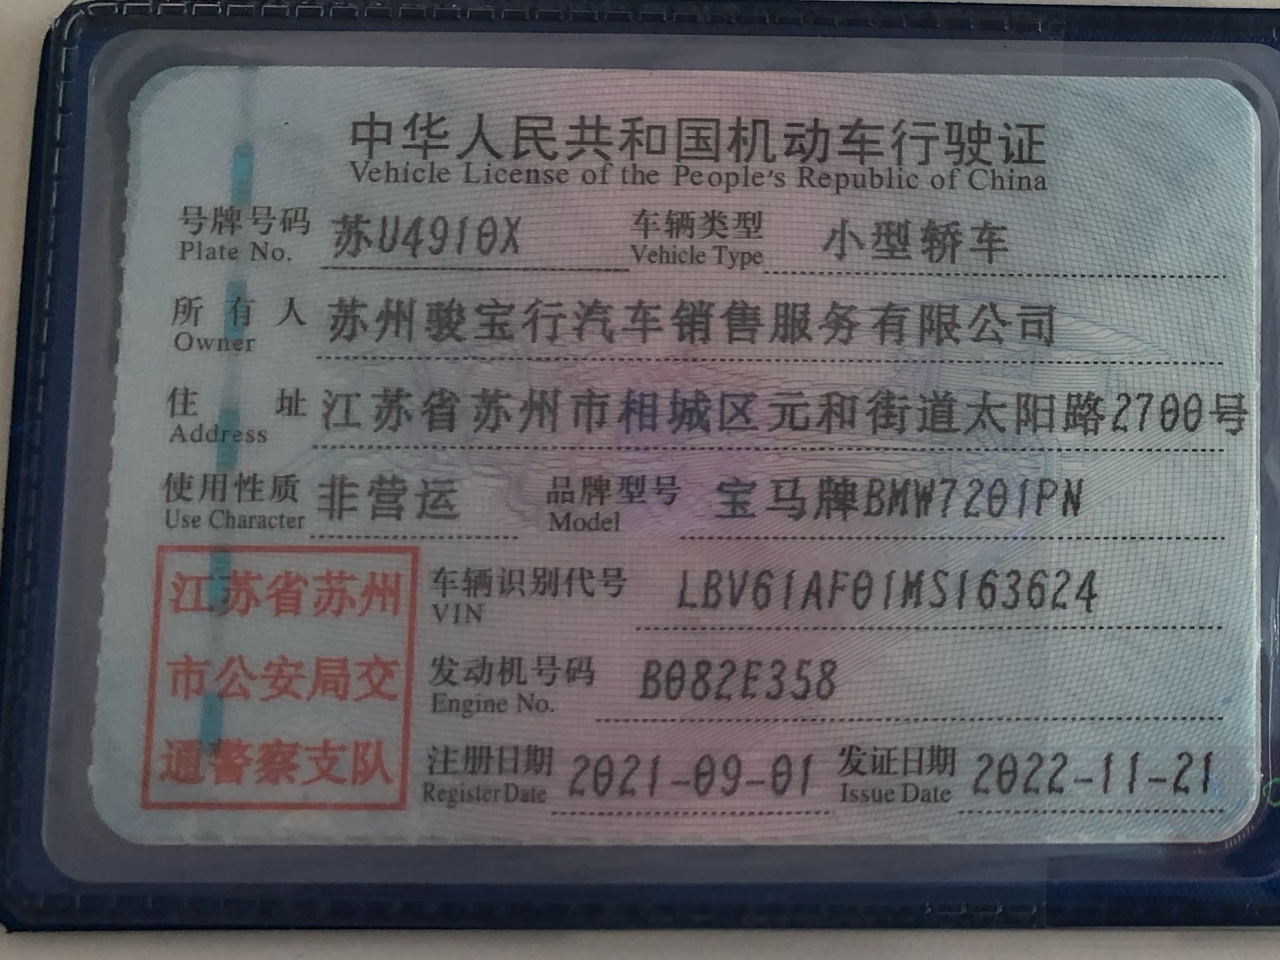 中华人民共和国机动车行驶证
Vehicle License of the People's Republic of China
号牌号码 苏U4910X 车辆类型 小型轿车
Plate No. Vehicle Type
所有人 苏州骏宝行汽车销售服务有限公司
Owner
住址 江苏省苏州市相城区元和街道太阳路2700号
Address
使用性质 非营运 品牌型号 宝马牌BMW7201PN
Use Character Model
江苏省苏州
市公安局交
通警察支队
车辆识别代号 LBV61AF01MS163624
VIN
发动机号码 B082E358
Engine No.
注册日期 2021-09-01 发证日期 2022-11-21
Register Date Issue Date